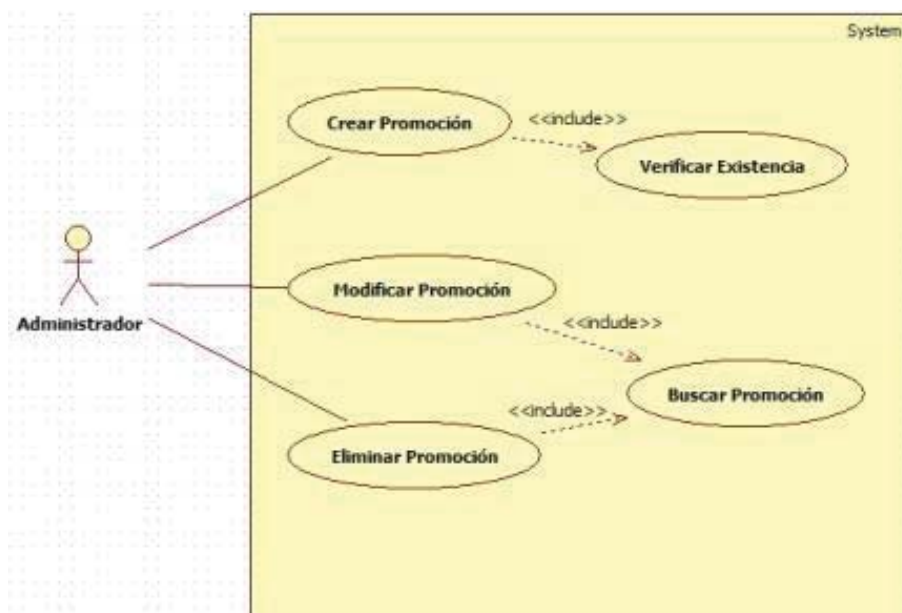 System
Crear Promoción
<<include>>
Verificar Existencia
Modificar Promoción
Administrador
<<include>>
Buscar Promoción
<<include>>
Eliminar Promoción